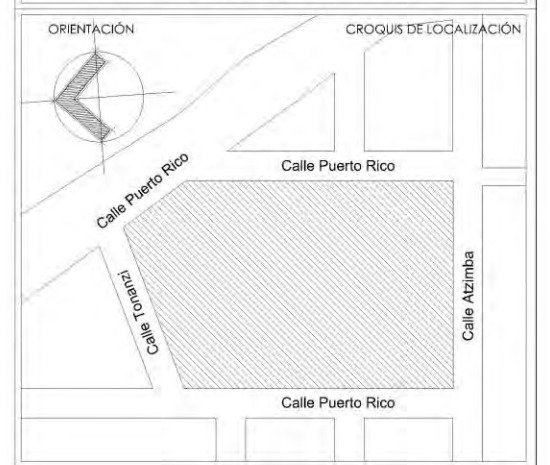 ORIENTACIÓN
CROQUIS DE LOCALIZACIÓN
Calle Puerto Rico
Calle Puerto Rico
Calle Tonanzi
Calle Atzimba
Calle Puerto Rico